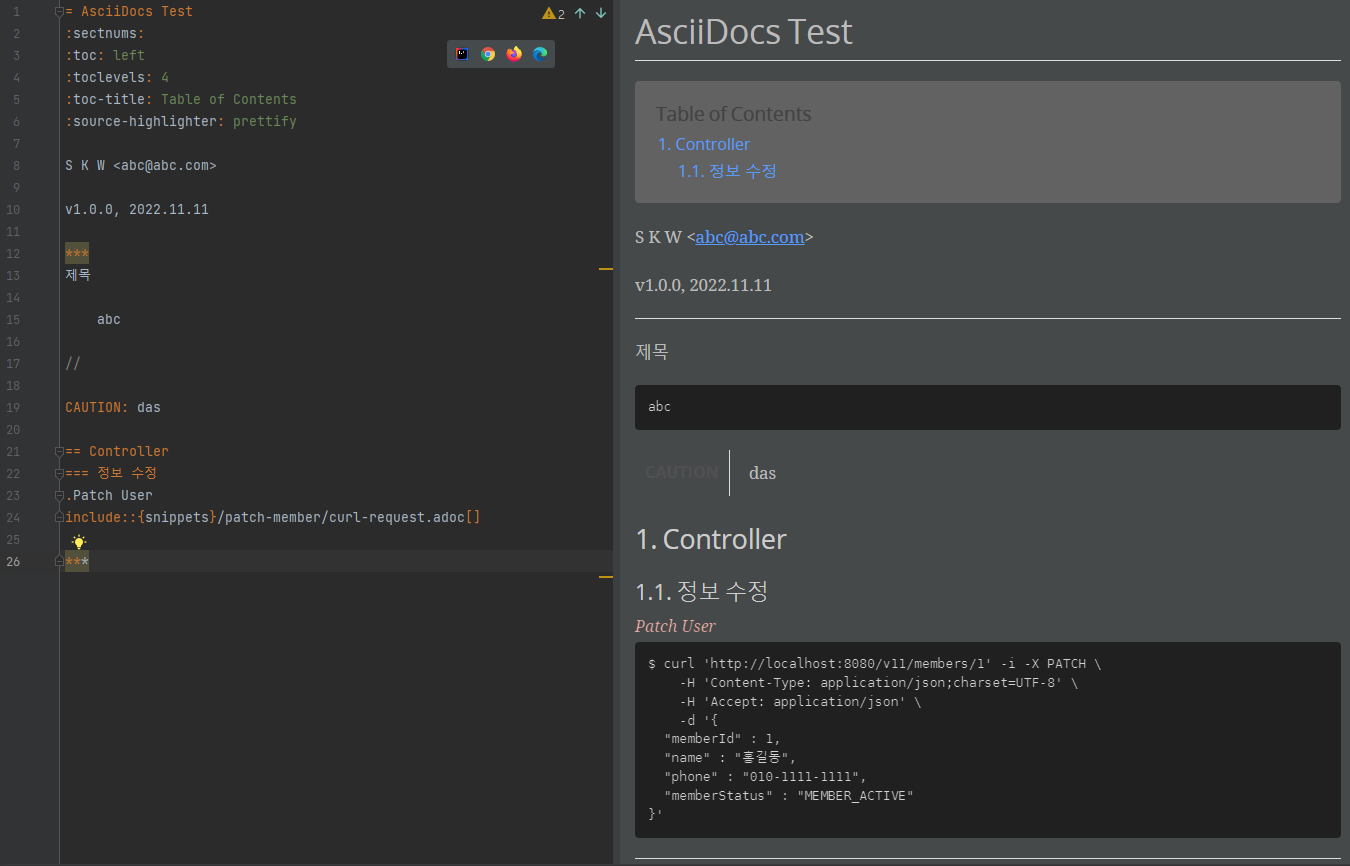 1 = AsciiDocs Test
2 :sectnums:
3 :toc: left
4 :toclevels: 4
5 :toc-title: Table of Contents
6 :source-highlighter: prettify
7
8 S K W <abc@abc.com>
9
10 v1.0.0, 2022.11.11
11
12 ***
13 제목
14
15 abc
16
17 //
18
19 CAUTION: das
20
21 == Controller
22 === 정보 수정
23 .Patch User
24 include::{snippets}/patch-member/curl-request.adoc[]
25
26 ***
2
AsciiDocs Test
Table of Contents
1. Controller
1.1. 정보 수정
S K W <abc@abc.com>
v1.0.0, 2022.11.11
제목
abc
CAUTION das
1. Controller
1.1. 정보 수정
Patch User
$ curl 'http://localhost:8080/v11/members/1' -i -X PATCH \
-H 'Content-Type: application/json;charset=UTF-8' \
-H 'Accept: application/json' \
-d '{
"memberId" : 1,
"name" : "홍길동",
"phone" : "010-1111-1111",
"memberStatus" : "MEMBER_ACTIVE"
}'